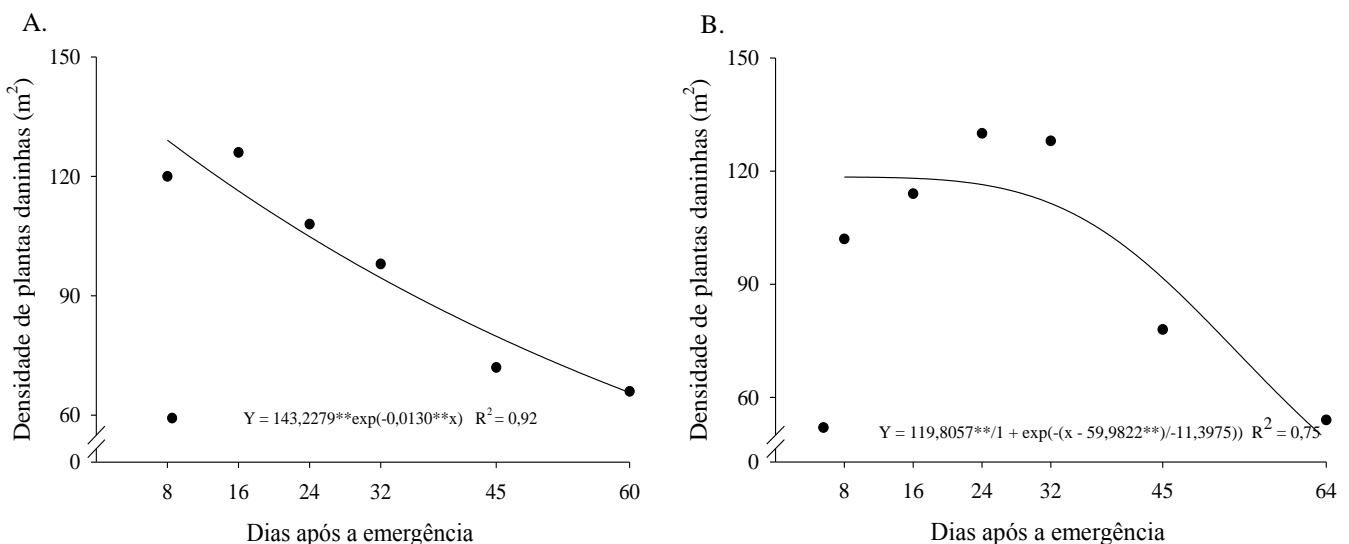 A.
Densidade de plantas daninhas (m²)
150
120
90
60
0
Y = 143,2279**exp(-0,0130**x) R² = 0,92
8 16 24 32 45 60
Dias após a emergência
B.
Densidade de plantas daninhas (m²)
150
120
90
60
0
Y = 119,8057**/1 + exp(-(x - 59,9822**)/-11,3975)) R² = 0,75
8 16 24 32 45 64
Dias após a emergência